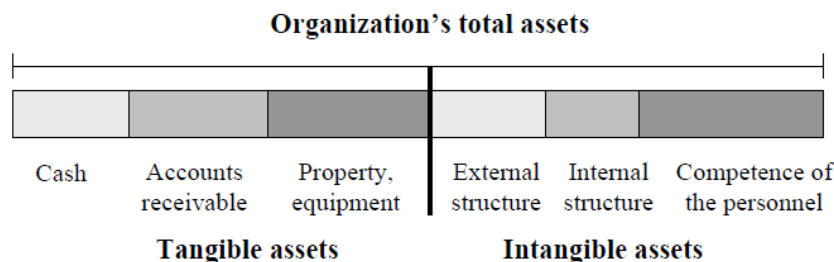 Organization's total assets
Cash
Accounts
receivable
Property,
equipment
External
structure
Internal
structure
Competence of
the personnel
Tangible assets
Intangible assets